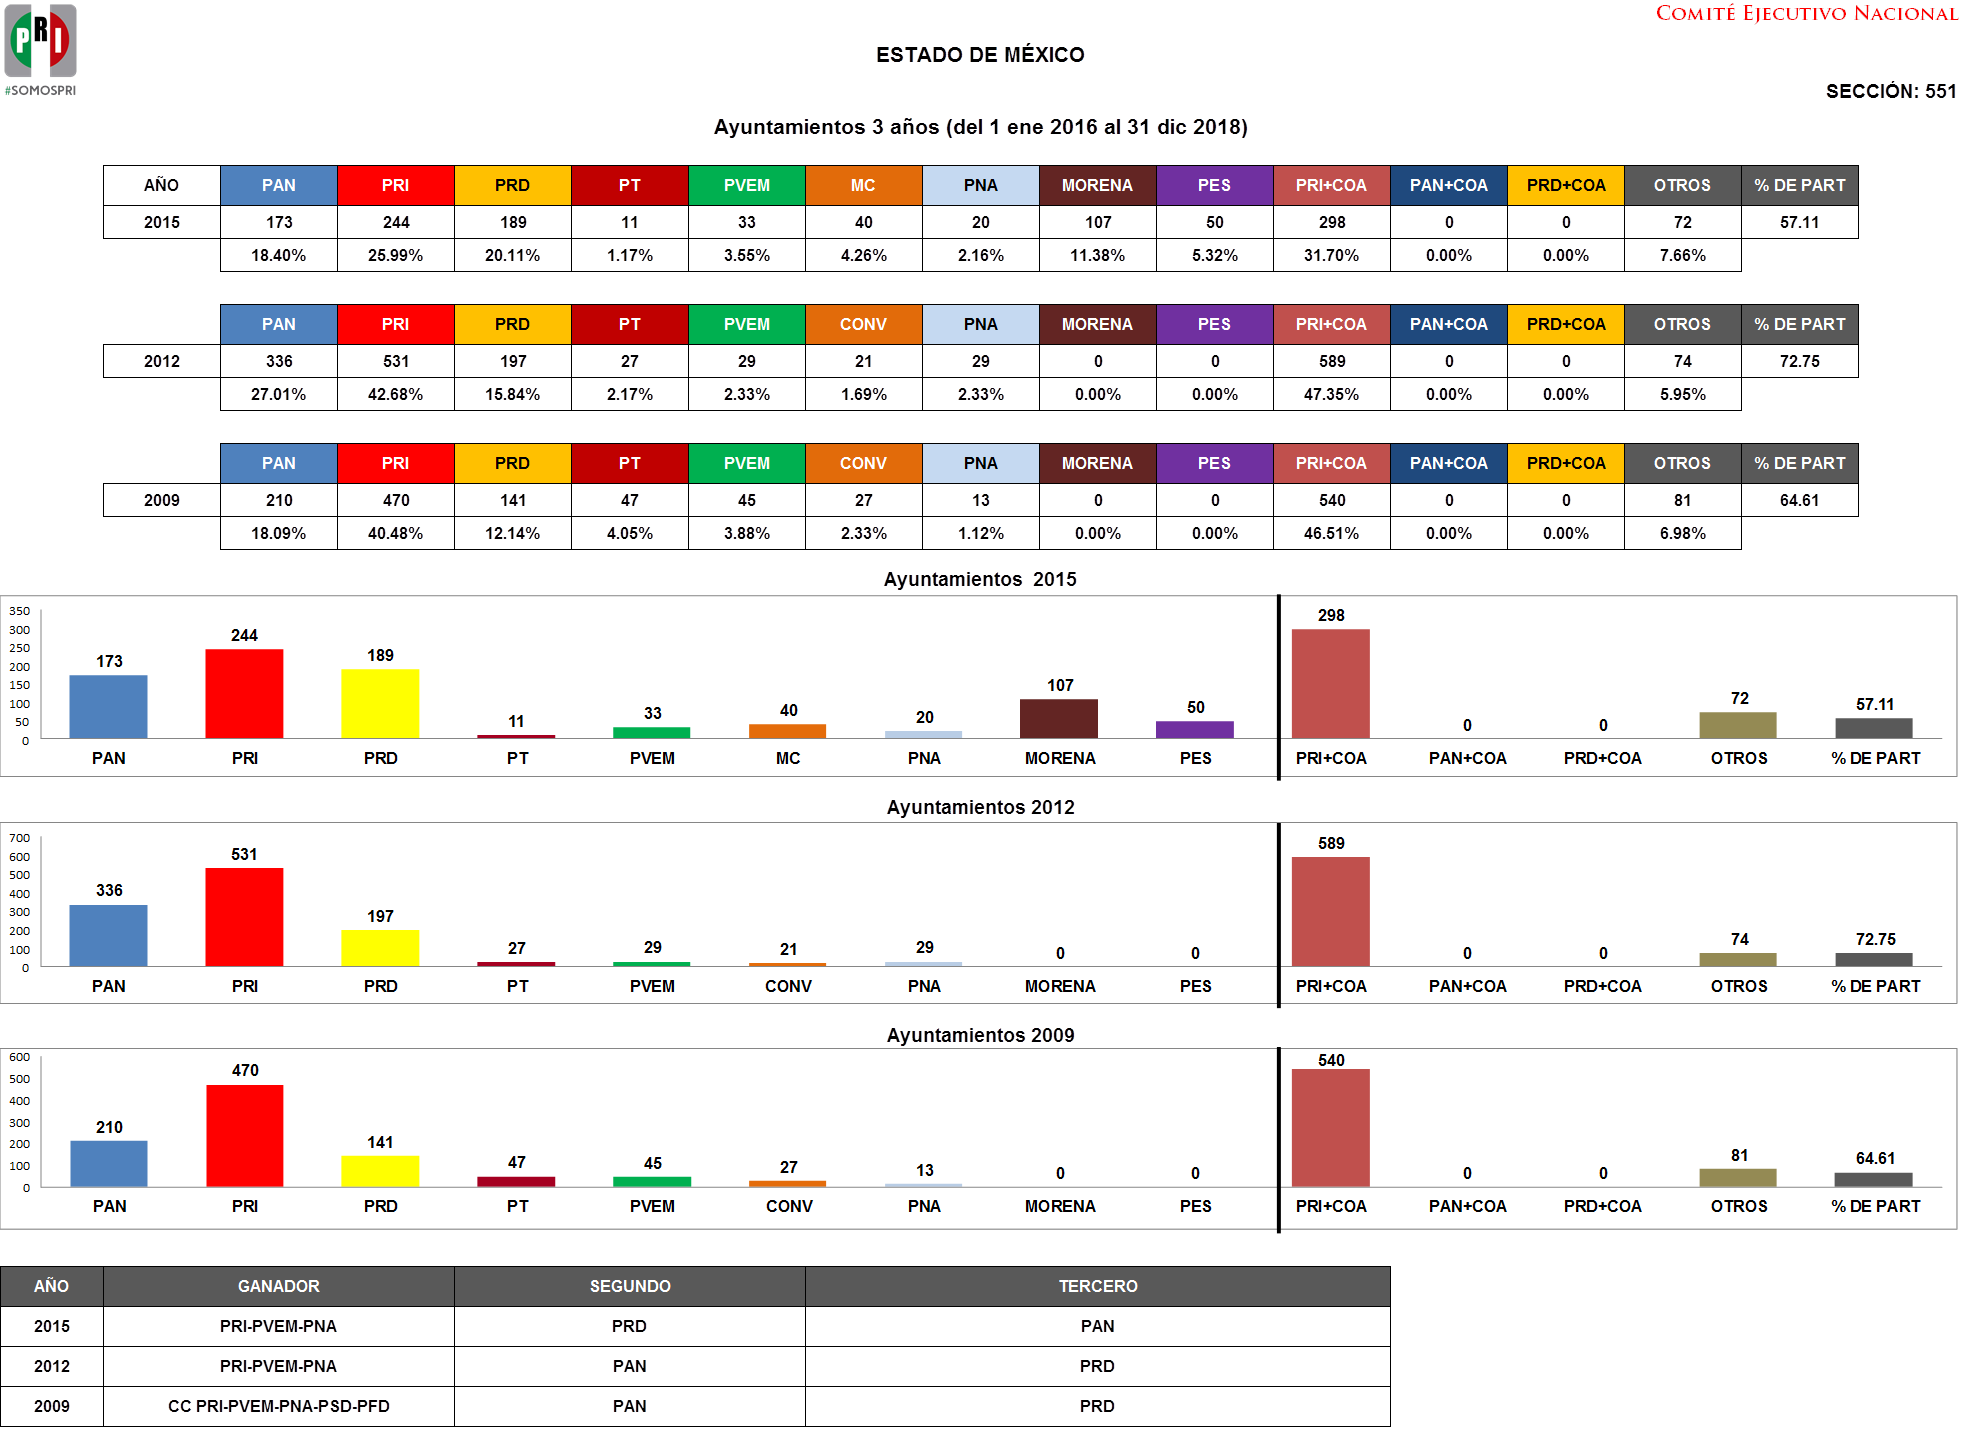 COMITÉ EJECUTIVO NACIONAL
PRI
#SOMOSPRI
ESTADO DE MÉXICO
SECCIÓN: 551
Ayuntamientos 3 años (del 1 ene 2016 al 31 dic 2018)
AÑO PAN PRI PRD PT PVEM MC PNA MORENA PES PRI+COA PAN+COA PRD+COA OTROS % DE PART
2015 173 244 189 11 33 40 20 107 50 298 0 0 72 57.11
18.40% 25.99% 20.11% 1.17% 3.55% 4.26% 2.16% 11.38% 5.32% 31.70% 0.00% 0.00% 7.66%
PAN PRI PRD PT PVEM CONV PNA MORENA PES PRI+COA PAN+COA PRD+COA OTROS % DE PART
2012 336 531 197 27 29 21 29 0 0 589 0 0 74 72.75
27.01% 42.68% 15.84% 2.17% 2.33% 1.69% 2.33% 0.00% 0.00% 47.35% 0.00% 0.00% 5.95%
PAN PRI PRD PT PVEM CONV PNA MORENA PES PRI+COA PAN+COA PRD+COA OTROS % DE PART
2009 210 470 141 47 45 27 13 0 0 540 0 0 81 64.61
18.09% 40.48% 12.14% 4.05% 3.88% 2.33% 1.12% 0.00% 0.00% 46.51% 0.00% 0.00% 6.98%
Ayuntamientos 2015
350
300
250
200
150
100
50
0
173 244 189 11 33 40 20 107 50 298 0 0 72 57.11
PAN PRI PRD PT PVEM MC PNA MORENA PES PRI+COA PAN+COA PRD+COA OTROS % DE PART
Ayuntamientos 2012
700
600
500
400
300
200
100
0
336 531 197 27 29 21 29 0 0 589 0 0 74 72.75
PAN PRI PRD PT PVEM CONV PNA MORENA PES PRI+COA PAN+COA PRD+COA OTROS % DE PART
Ayuntamientos 2009
600
500
400
300
200
100
0
210 470 141 47 45 27 13 0 0 540 0 0 81 64.61
PAN PRI PRD PT PVEM CONV PNA MORENA PES PRI+COA PAN+COA PRD+COA OTROS % DE PART
AÑO GANADOR SEGUNDO TERCERO
2015 PRI-PVEM-PNA PRD PAN
2012 PRI-PVEM-PNA PAN PRD
2009 CC PRI-PVEM-PNA-PSD-PFD PAN PRD